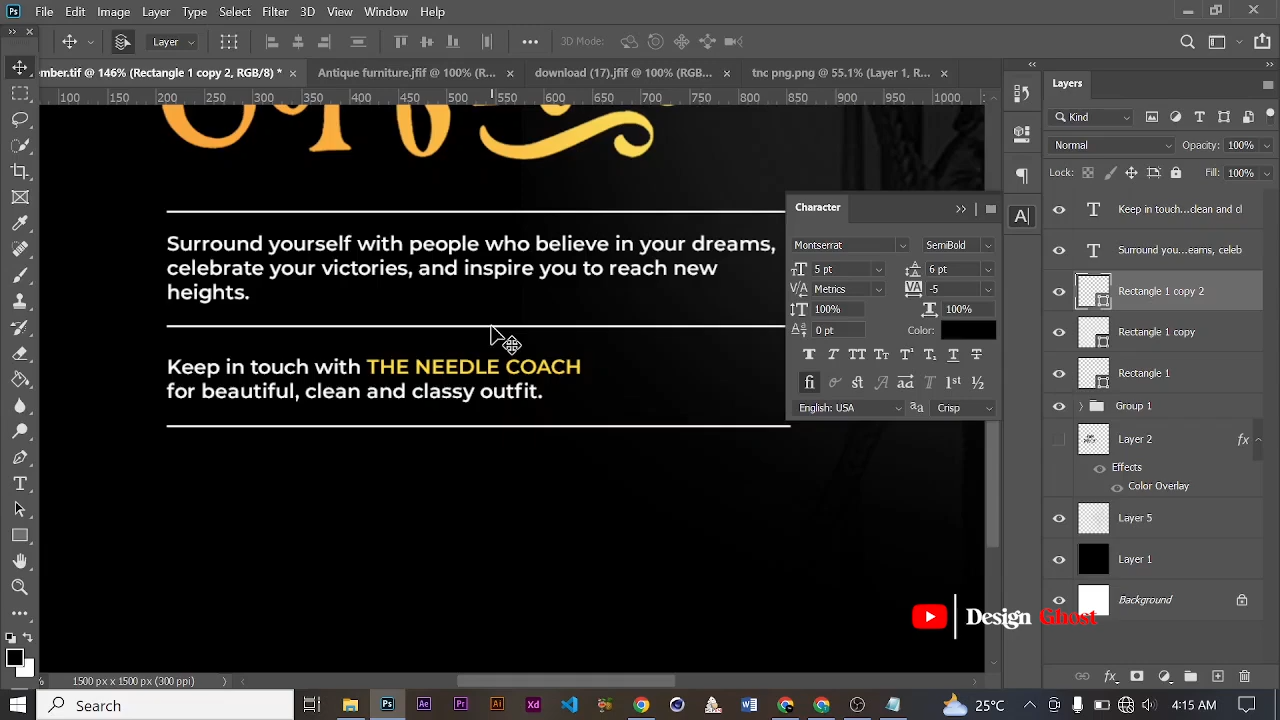 File Edit Image Layer Type Select Filter 3D View Window Help
Layer 3D Mode:
mber.tif @ 146% (Rectangle 1 copy 2, RGB/8) * × Antique furniture.jfif @ 100% (R... × download (17).jfif @ 100% (RGB... × tnc png.png @ 55.1% (Layer 1, R... ×
100 150 200 250 300 350 400 450 500 550 600 650 700 750 800 850 900 950 1000
Surround yourself with people who believe in your dreams,
celebrate your victories, and inspire you to reach new
heights.
Keep in touch with THE NEEDLE COACH
for beautiful, clean and classy outfit.
Character
Montserrat SemiBold
5 pt 6 pt
Metrics -5
100% 100%
0 pt Color:
English: USA Crisp
Layers
Kind
Normal Opacity: 100%
Lock: Fill: 100%
Keep in touch...clean and cl
Surround yourse...eams, celeb
Rectangle 1 copy 2
Rectangle 1 copy
Rectangle 1
Group 1
Layer 2 fx
Effects
Color Overlay
Layer 5
Layer 1
Background
Design Ghost
1500 px x 1500 px (300 ppi)
Search
25°C 4:15AM